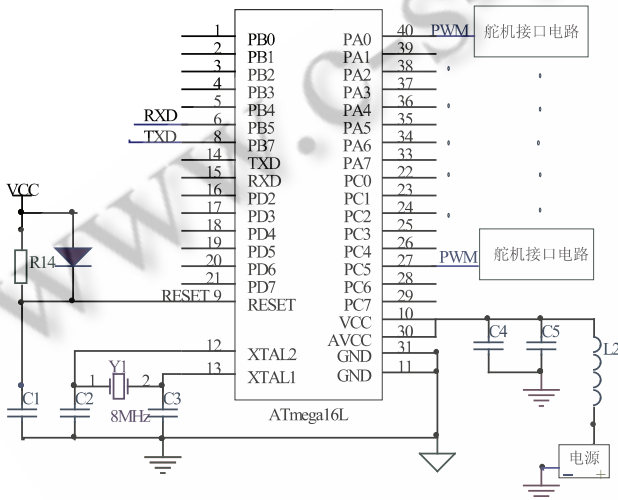 1 PB0 PA0 40 PWM 舵机接口电路
2 PB1 PA1 39
3 PB2 PA2 38
4 PB3 PA3 37
5 PB4 PA4 36
RXD 6 PB5 PA5 35
TXD 8 PB7 PA6 34
14 TXD PA7 33
15 RXD PC0 22
VCC 16 PD2 PC1 23
17 PD3 PC2 24
18 PD4 PC3 25
19 PD5 PC4 26
R14 20 PD6 PC5 27 PWM 舵机接口电路
21 PD7 PC6 28
RESET 9 RESET PC7 29
VCC 10
AVCC 30 C4 C5 L2
12 XTAL2 GND 31
Y1
1 2 13 XTAL1 GND 11
C1 C2 8MHz C3
ATmega16L
电源
- +
www.c-s